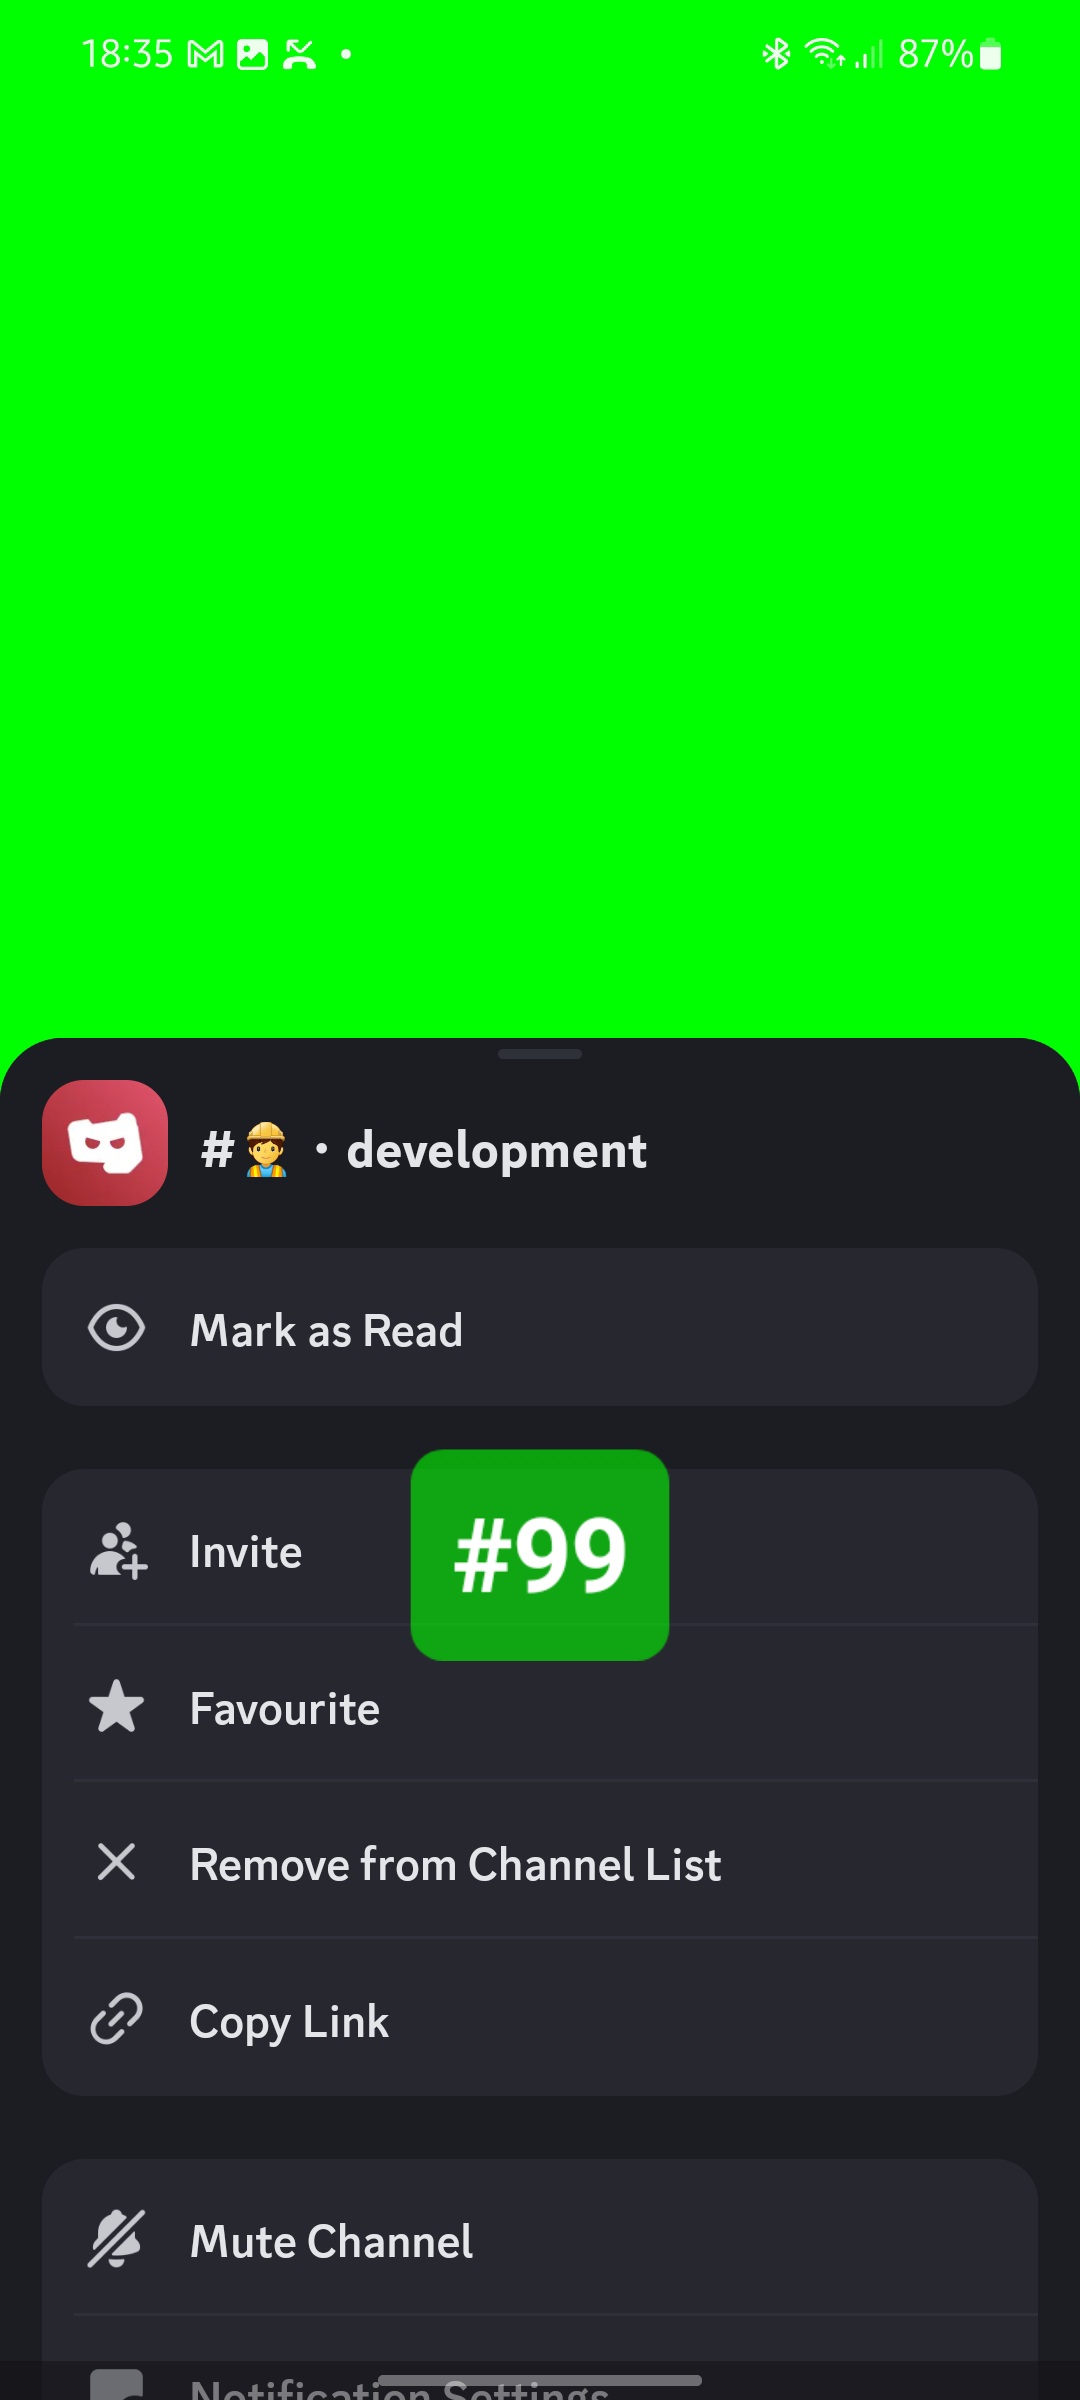 18:35 87%
#👷 • development
Mark as Read
Invite
#99
Favourite
Remove from Channel List
Copy Link
Mute Channel
Notification Settings